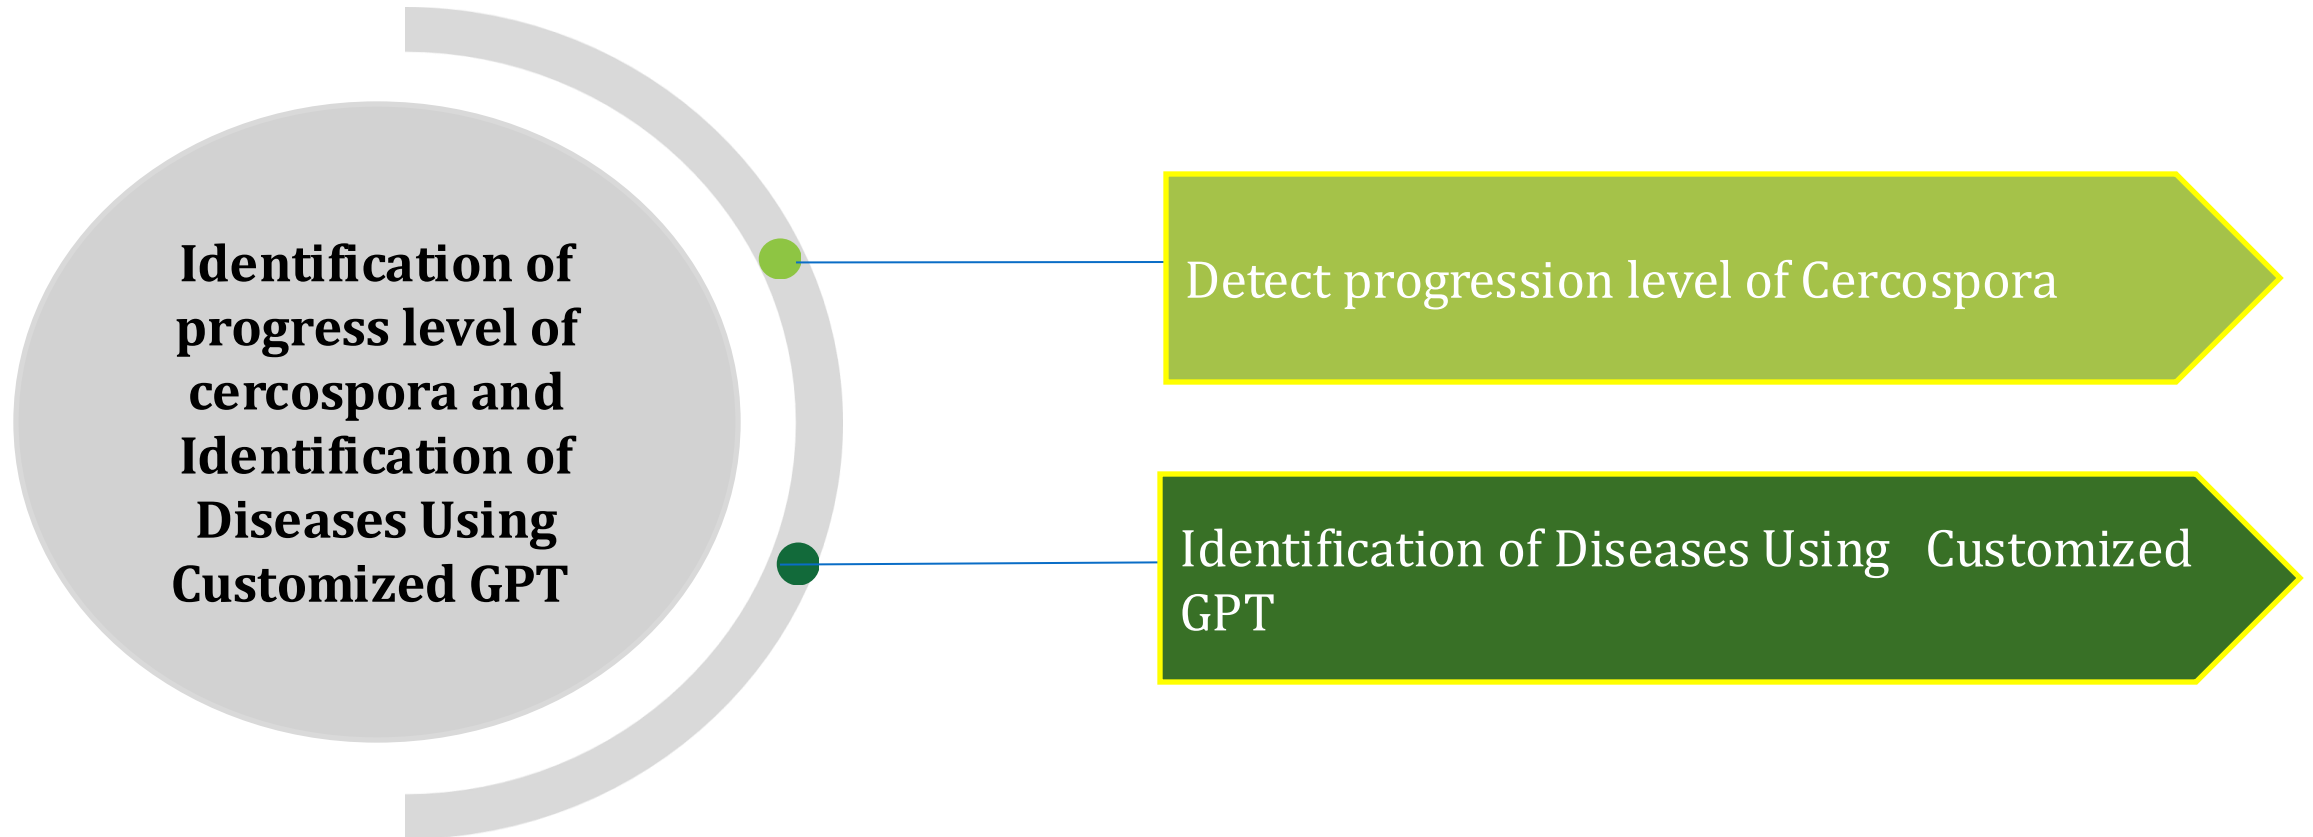 Identification of
progress level of
cercospora and
Identification of
Diseases Using
Customized GPT
Detect progression level of Cercospora
Identification of Diseases Using   Customized
GPT